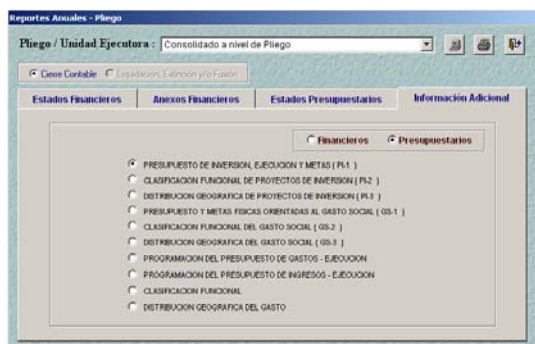 Reportes Anuales - Pliego
Pliego / Unidad Ejecutora : Consolidado a nivel de Pliego
Cierre Contable Liquidación, Extinción y/o Fusión
Estados Financieros Anexos Financieros Estados Presupuestarios Información Adicional
Financieros Presupuestarios
PRESUPUESTO DE INVERSION, EJECUCION Y METAS ( PI-1 )
CLASIFICACION FUNCIONAL DE PROYECTOS DE INVERSION ( PI-2 )
DISTRIBUCION GEOGRAFICA DE PROYECTOS DE INVERSION ( PI-3 )
PRESUPUESTO Y METAS FISICAS ORIENTADAS AL GASTO SOCIAL ( GS-1 )
CLASIFICACION FUNCIONAL DEL GASTO SOCIAL ( GS-2 )
DISTRIBUCION GEOGRAFICA DEL GASTO SOCIAL ( GS-3 )
PROGRAMACION DEL PRESUPUESTO DE GASTOS - EJECUCION
PROGRAMACION DEL PRESUPUESTO DE INGRESOS - EJECUCION
CLASIFICACION FUNCIONAL
DISTRIBUCION GEOGRAFICA DEL GASTO